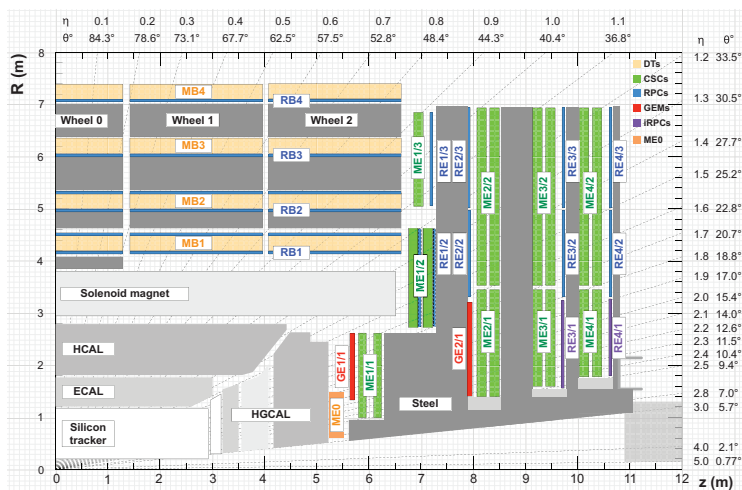 η 0.1 0.2 0.3 0.4 0.5 0.6 0.7 0.8 0.9 1.0 1.1 η θ°
θ° 84.3° 78.6° 73.1° 67.7° 62.5° 57.5° 52.8° 48.4° 44.3° 40.4° 36.8°
R (m)
8
7
6
5
4
3
2
1
0
1.2 33.5°
1.3 30.5°
1.4 27.7°
1.5 25.2°
1.6 22.8°
1.7 20.7°
1.8 18.8°
1.9 17.0°
2.0 15.4°
2.1 14.0°
2.2 12.6°
2.3 11.5°
2.4 10.4°
2.5 9.4°
2.8 7.0°
3.0 5.7°
4.0 2.1°
5.0 0.77°
DTs
CSCs
RPCs
GEMs
iRPCs
ME0
MB4
RB4
Wheel 0
Wheel 1
Wheel 2
MB3
RB3
MB2
RB2
MB1
RB1
Solenoid magnet
HCAL
ECAL
Silicon
tracker
HGCAL
Steel
ME0
GE1/1
ME1/1
ME1/2
ME1/3
RE1/3
RE2/3
RE1/2
RE2/2
GE2/1
ME2/2
ME2/1
ME3/2
ME3/1
RE3/3
RE3/2
RE3/1
ME4/2
ME4/1
RE4/3
RE4/2
RE4/1
0 1 2 3 4 5 6 7 8 9 10 11 12
z (m)